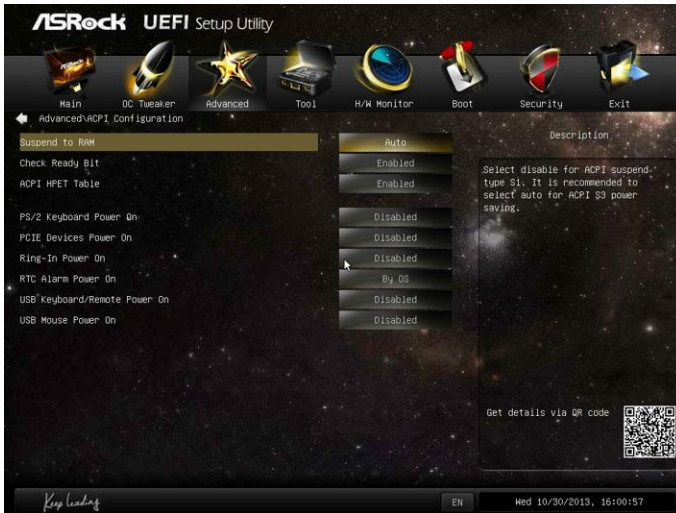 ASRock UEFI Setup Utility
ASRock
Main OC Tweaker Advanced Tool H/W Monitor Boot Security Exit
Advanced\ACPI Configuration
Description
Suspend to RAM Auto
Check Ready Bit Enabled
ACPI HPET Table Enabled
PS/2 Keyboard Power On Disabled
PCIE Devices Power On Disabled
Ring-In Power On Disabled
RTC Alarm Power On By OS
USB Keyboard/Remote Power On Disabled
USB Mouse Power On Disabled
Select disable for ACPI suspend
type S1. It is recommended to
select auto for ACPI S3 power
saving.
Get details via QR code
Keep Leading
EN
Wed 10/30/2013, 16:00:57